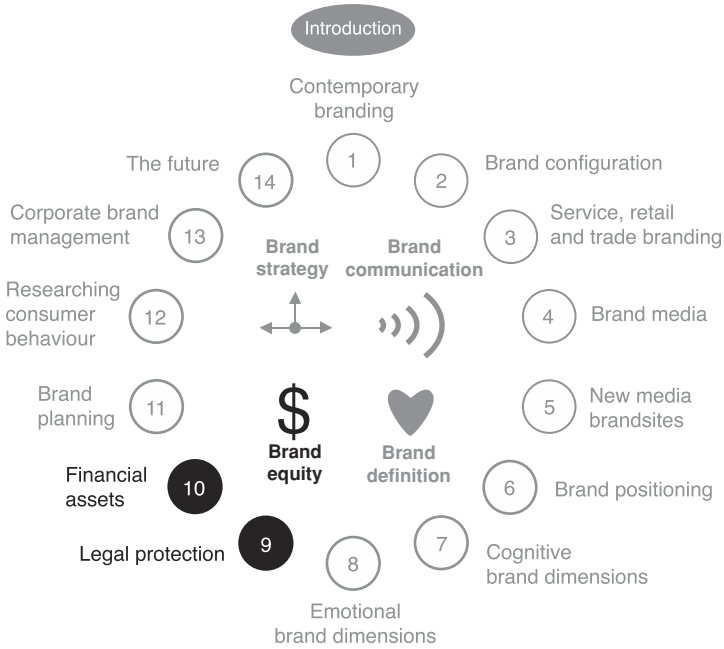 Introduction
Contemporary
branding
1
2
Brand configuration
3
Service, retail
and trade branding
4
Brand media
5
New media
brandsites
6
Brand positioning
7
Cognitive
brand dimensions
8
Emotional
brand dimensions
9
Legal protection
10
Financial
assets
11
Brand
planning
12
Researching
consumer
behaviour
13
Corporate brand
management
14
The future
Brand
strategy
Brand
communication
$
Brand
equity
Brand
definition